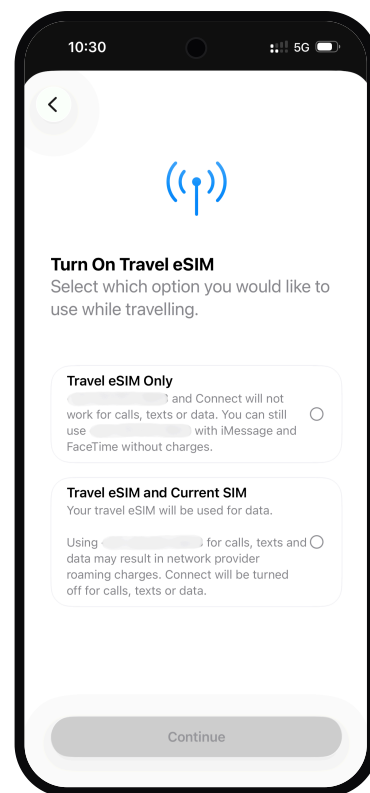 10:30
5G
Turn On Travel eSIM
Select which option you would like to
use while travelling.
Travel eSIM Only
and Connect will not
work for calls, texts or data. You can still
use with iMessage and
FaceTime without charges.
Travel eSIM and Current SIM
Your travel eSIM will be used for data.
Using for calls, texts and
data may result in network provider
roaming charges. Connect will be turned
off for calls, texts or data.
Continue